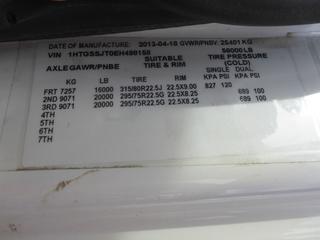 DATE OF MANUFACTURE: 2013-04-18 GVWR/PNBV: 25401 KG
56000 LB
VIN 1HTGSSJT0EH498158 SUITABLE TIRE PRESSURE
AXLE GAWR/PNBE TIRE & RIM (COLD)
SINGLE DUAL
KG LB TIRE RIM KPA PSI KPA PSI
FRT 7257 16000 315/80R22.5J 22.5X9.00 827 120
2ND 9071 20000 295/75R22.5G 22.5X8.25 689 100
3RD 9071 20000 295/75R22.5G 22.5X8.25 689 100
4TH
5TH
6TH
7TH